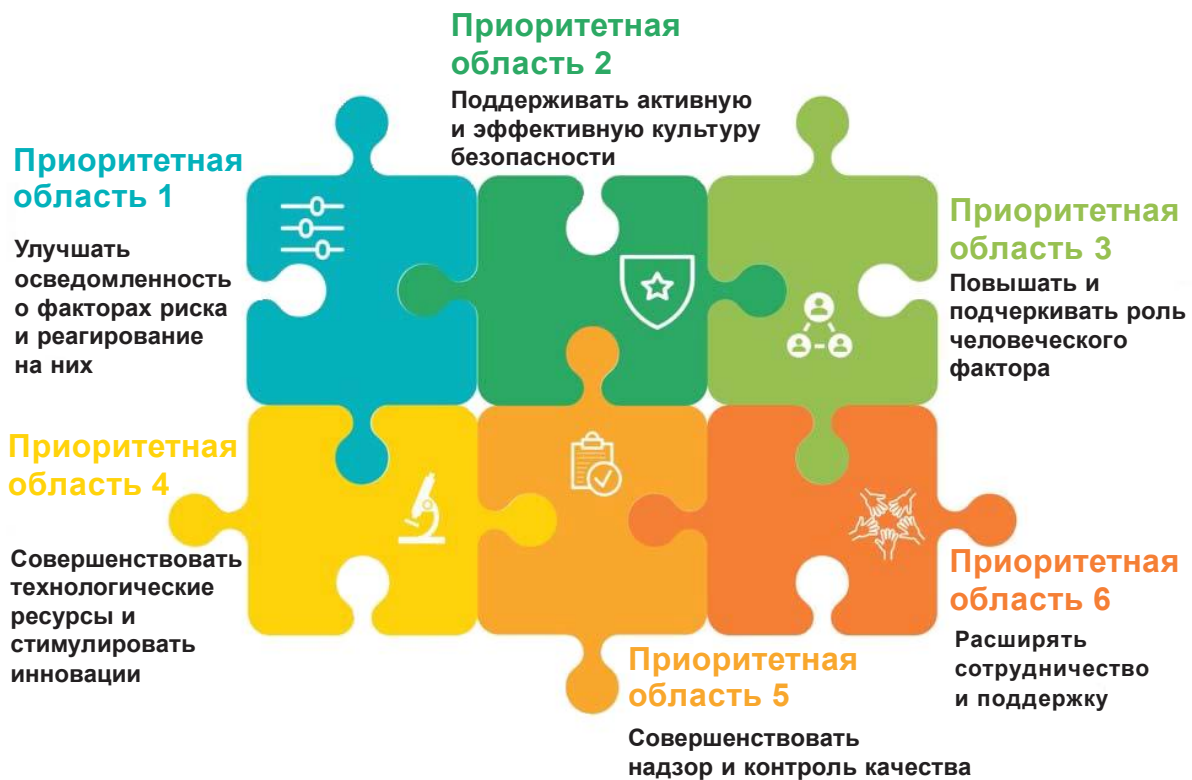 Приоритетная
область 1
Улучшать
осведомленность
о факторах риска
и реагирование
на них
Приоритетная
область 2
Поддерживать активную
и эффективную культуру
безопасности
Приоритетная
область 3
Повышать и
подчеркивать роль
человеческого
фактора
Приоритетная
область 4
Совершенствовать
технологические
ресурсы и
стимулировать
инновации
Приоритетная
область 5
Совершенствовать
надзор и контроль качества
Приоритетная
область 6
Расширять
сотрудничество
и поддержку